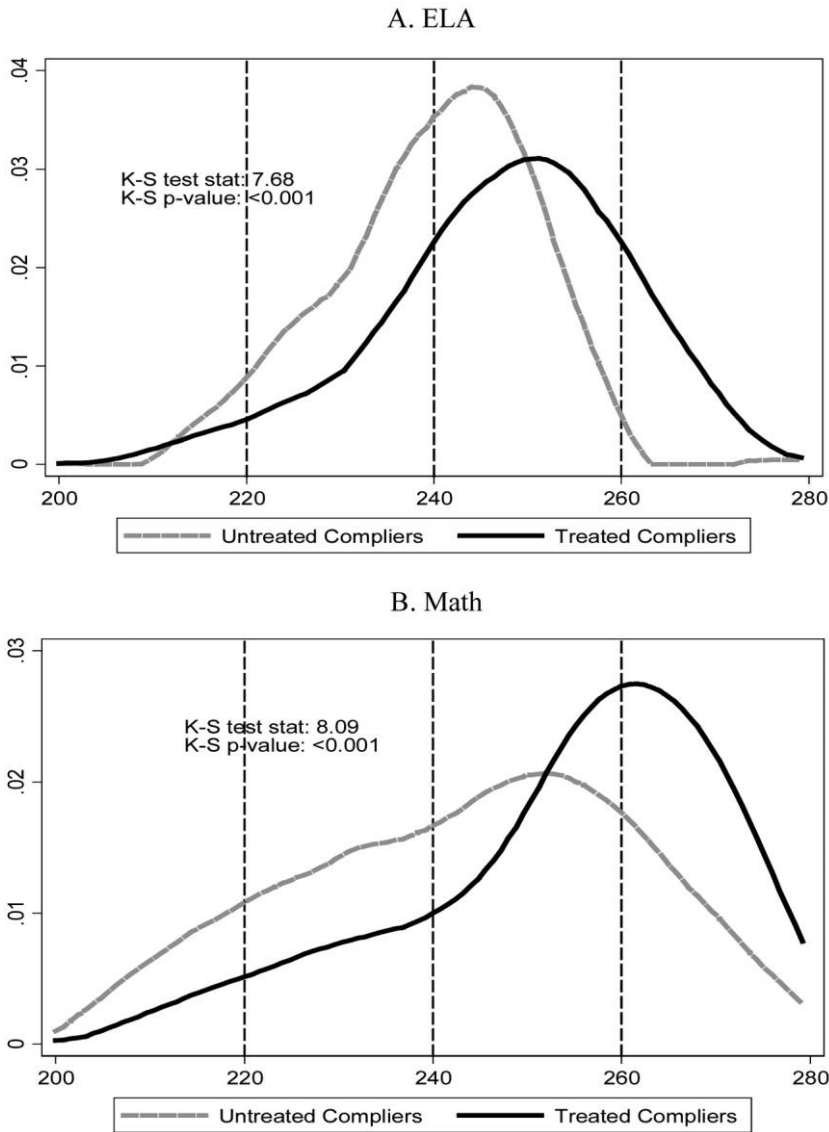 A. ELA
.04
.03
.02
.01
0
K-S test stat: 7.68
K-S p-value: <0.001
200 220 240 260 280
Untreated Compliers Treated Compliers
B. Math
.03
.02
.01
0
K-S test stat: 8.09
K-S p-value: <0.001
200 220 240 260 280
Untreated Compliers Treated Compliers